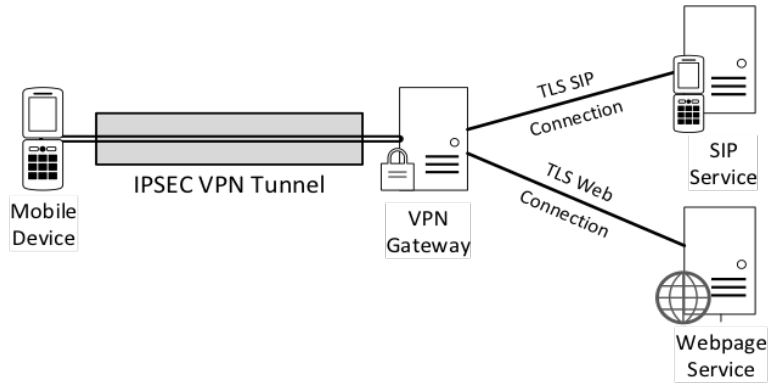 Mobile
Device
IPSEC VPN Tunnel
VPN
Gateway
TLS SIP
Connection
TLS Web
Connection
SIP
Service
Webpage
Service